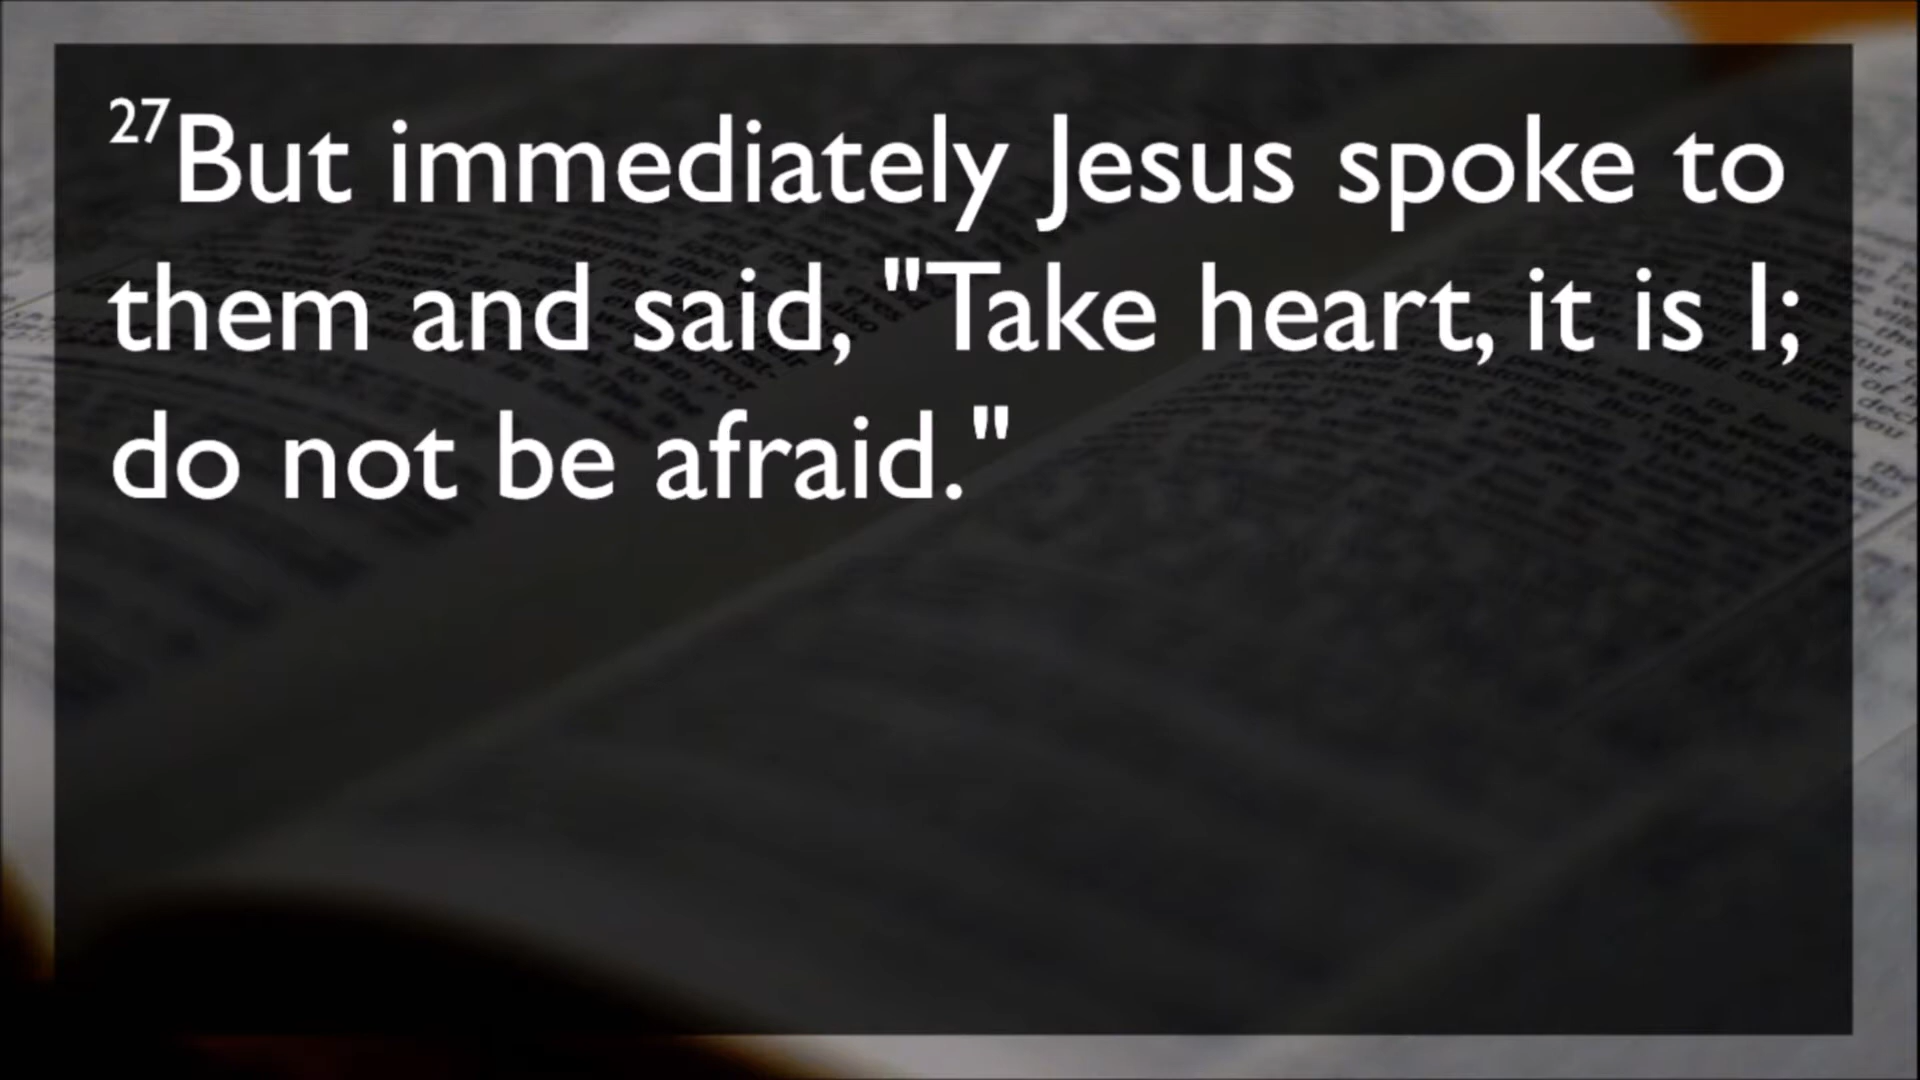 27But immediately Jesus spoke to
them and said, "Take heart, it is I;
do not be afraid."